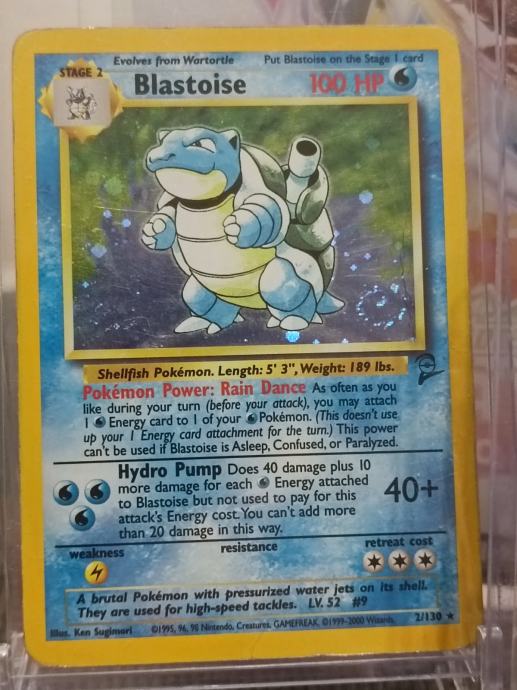 Evolves from Wartortle Put Blastoise on the Stage 1 card
STAGE 2
Blastoise 100 HP
Shellfish Pokémon. Length: 5' 3", Weight: 189 lbs.
Pokémon Power: Rain Dance As often as you
like during your turn (before your attack), you may attach
1 Energy card to 1 of your Pokémon. (This doesn't use
up your 1 Energy card attachment for the turn.) This power
can't be used if Blastoise is Asleep, Confused, or Paralyzed.
Hydro Pump Does 40 damage plus 10
more damage for each Energy attached
to Blastoise but not used to pay for this
attack's Energy cost. You can't add more
than 20 damage in this way.
40+
weakness resistance retreat cost
A brutal Pokémon with pressurized water jets on its shell.
They are used for high-speed tackles. LV. 52 #9
Illus. Ken Sugimori ©1995, 96, 98 Nintendo, Creatures, GAMEFREAK. ©1999-2000 Wizards. 2/130 ★